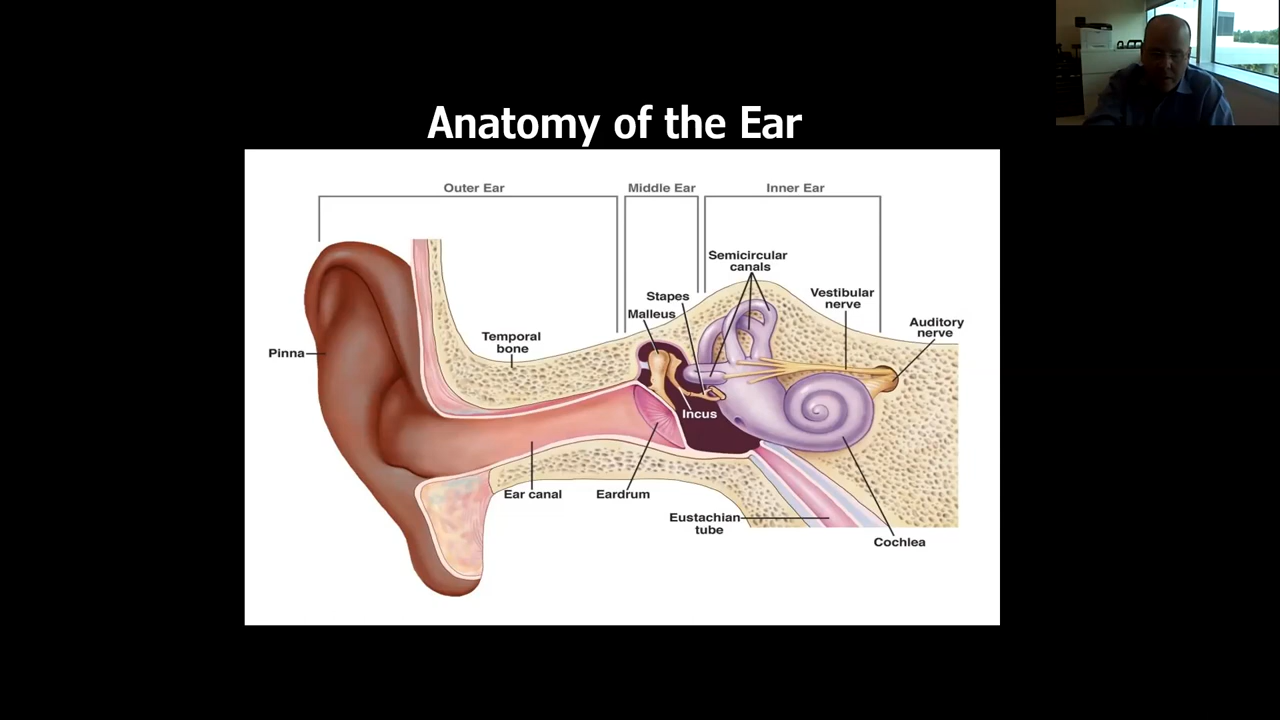 Anatomy of the Ear
Outer Ear
Middle Ear
Inner Ear
Semicircular
canals
Stapes
Malleus
Vestibular
nerve
Auditory
nerve
Temporal
bone
Pinna
Incus
Ear canal
Eardrum
Eustachian
tube
Cochlea